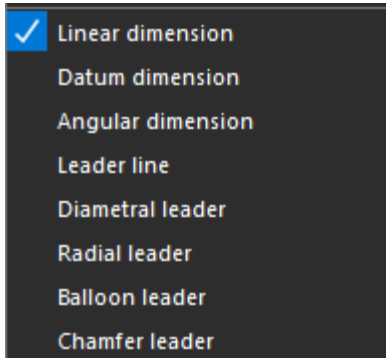 Linear dimension
Datum dimension
Angular dimension
Leader line
Diametral leader
Radial leader
Balloon leader
Chamfer leader